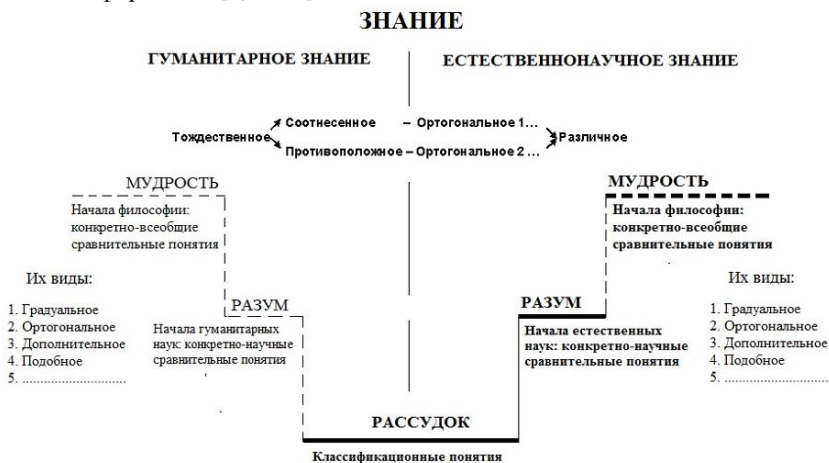 ЗНАНИЕ
ГУМАНИТАРНОЕ ЗНАНИЕ
ЕСТЕСТВЕННОНАУЧНОЕ ЗНАНИЕ
Соотнесенное – Ортогональное 1...
Тождественное
Различное
Противоположное – Ортогональное 2 ...
МУДРОСТЬ
Начала философии:
конкретно-всеобщие
сравнительные понятия
Их виды:
1. Градуальное
2. Ортогональное
3. Дополнительное
4. Подобное
5. ............................
РАЗУМ
Начала гуманитарных
наук: конкретно-научные
сравнительные понятия
РАССУДОК
Классификационные понятия
РАЗУМ
Начала естественных
наук: конкретно-научные
сравнительные понятия
МУДРОСТЬ
Начала философии:
конкретно-всеобщие
сравнительные понятия
Их виды:
1. Градуальное
2. Ортогональное
3. Дополнительное
4. Подобное
5. ............................